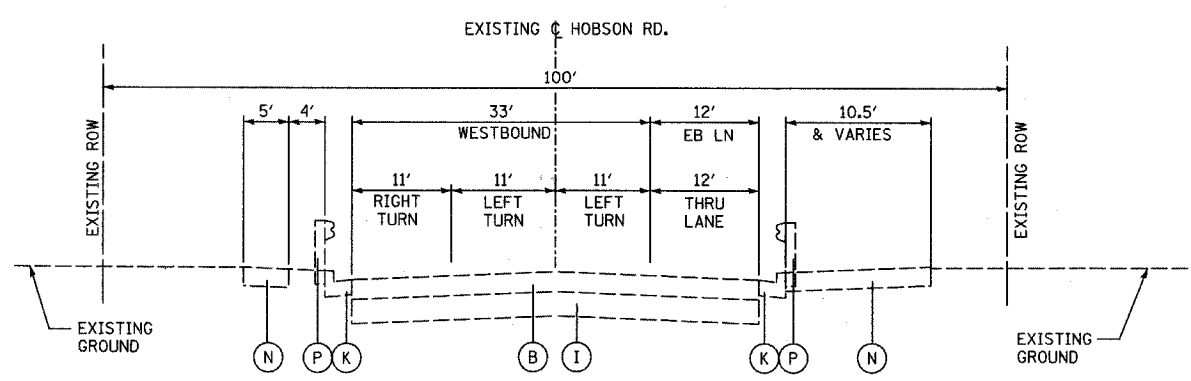 EXISTING ℄ HOBSON RD.
100'
5'
4'
33'
WESTBOUND
12'
EB LN
10.5'
& VARIES
11'
RIGHT
TURN
11'
LEFT
TURN
11'
LEFT
TURN
12'
THRU
LANE
EXISTING ROW
EXISTING ROW
EXISTING
GROUND
N
P
K
B
I
K
P
N
EXISTING
GROUND